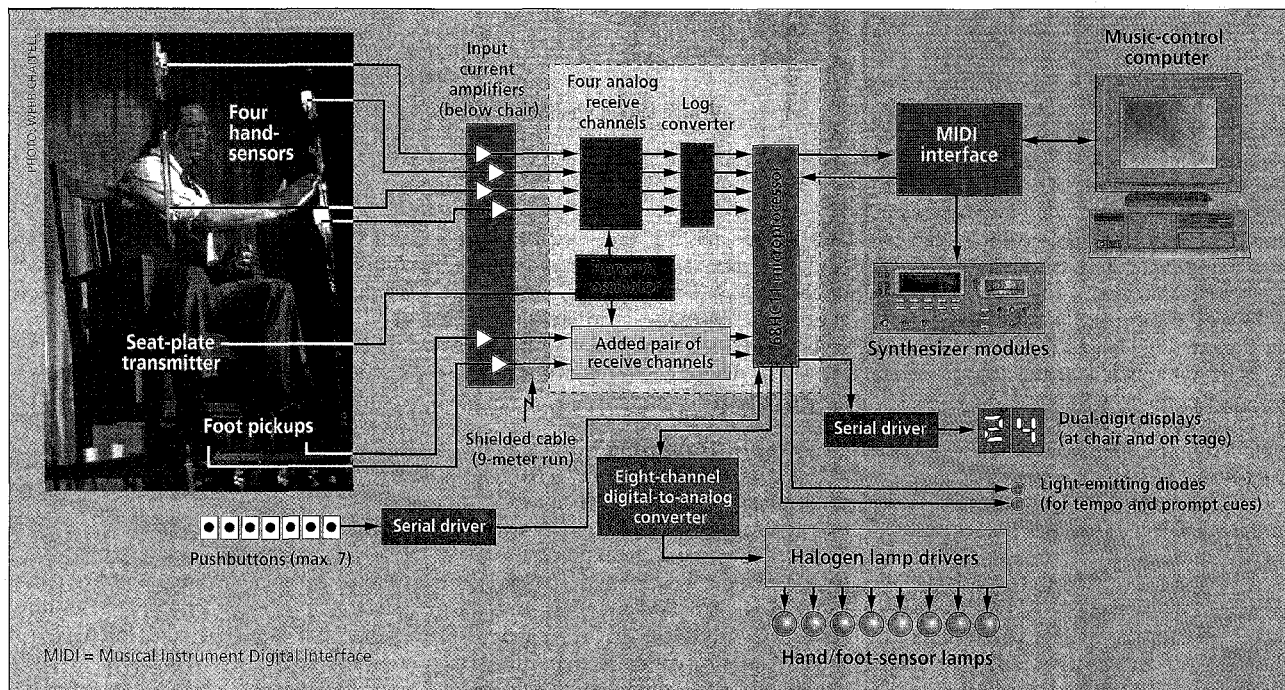 PHOTO: WEBB CHAPPELL
Four
hand-
sensors
Seat-plate
transmitter
Foot pickups
Input
current
amplifiers
(below chair)
Four analog
receive
channels
Log
converter
Added pair of
receive channels
68HC11 microprocessor
MIDI
interface
Music-control
computer
Synthesizer modules
Shielded cable
(9-meter run)
Serial driver
24
Dual-digit displays
(at chair and on stage)
Eight-channel
digital-to-analog
converter
Light-emitting diodes
(for tempo and prompt cues)
Pushbuttons (max. 7)
Serial driver
Halogen lamp drivers
Hand/foot-sensor lamps
MIDI = Musical Instrument Digital Interface